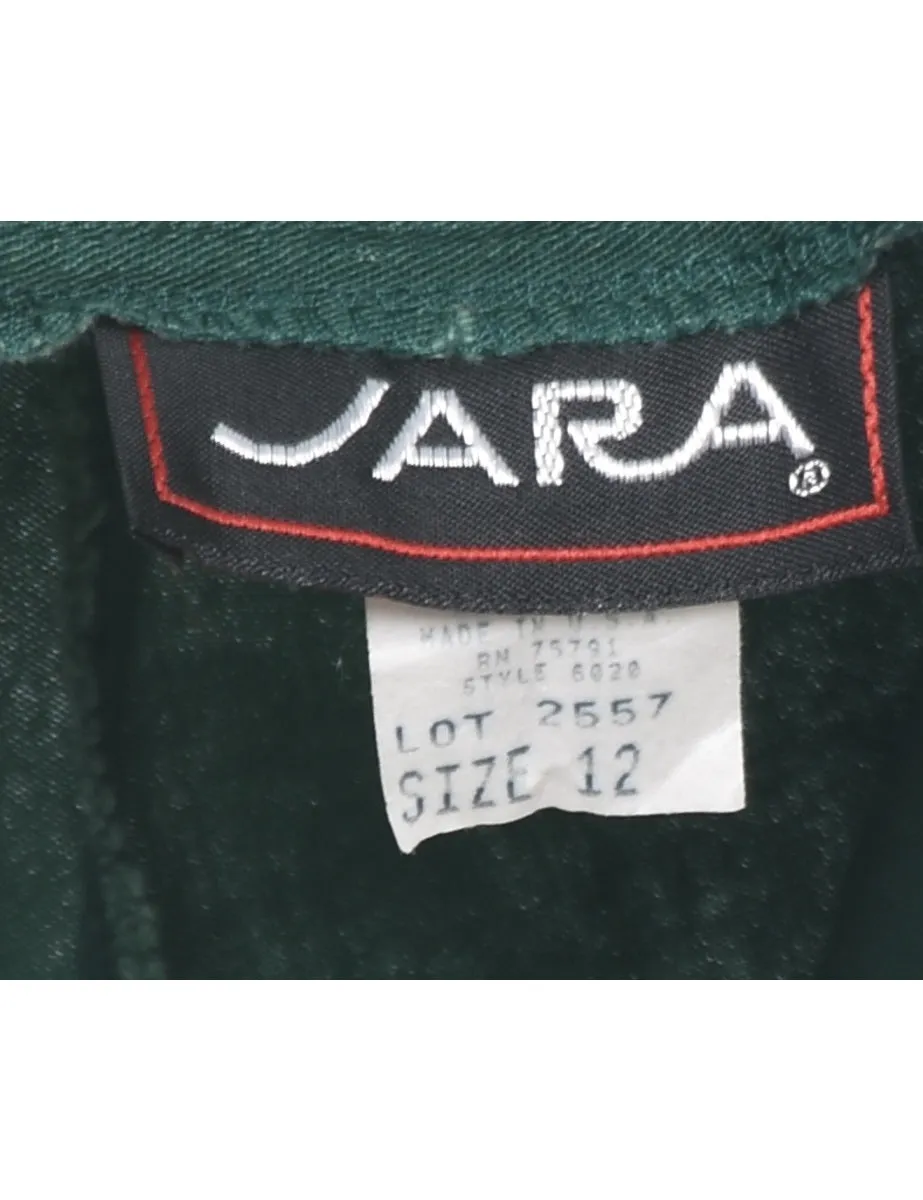 JARA®
MADE IN U.S.A.
RN 75791
STYLE 6020
LOT 2557
SIZE 12